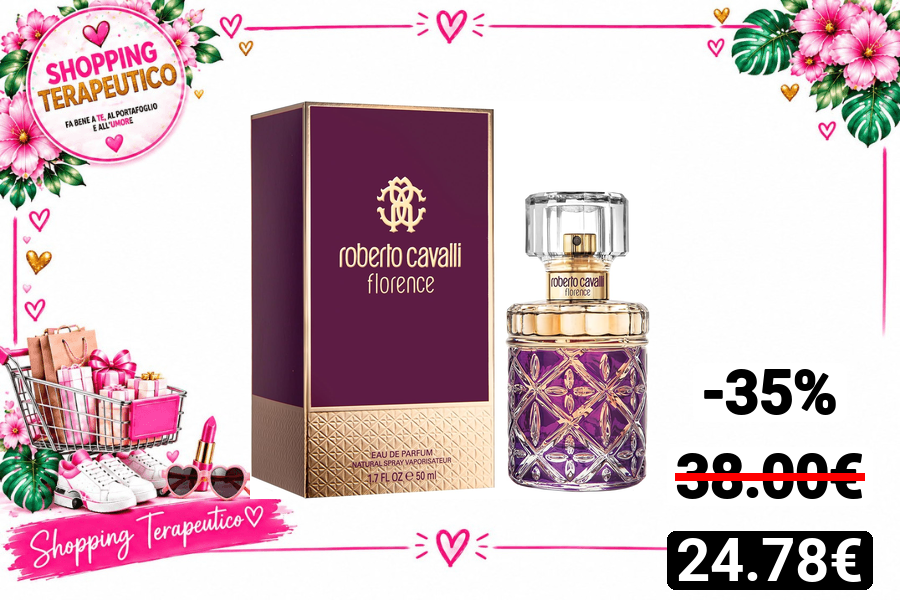 SHOPPING
TERAPEUTICO
FA BENE A TE, AL PORTAFOGLIO
E ALL'UMORE
roberto cavalli
florence
EAU DE PARFUM
NATURAL SPRAY VAPORISATEUR
1.7 FL OZ e 50 ml
roberto cavalli
florence
-35%
38.00€
24.78€
Shopping Terapeutico